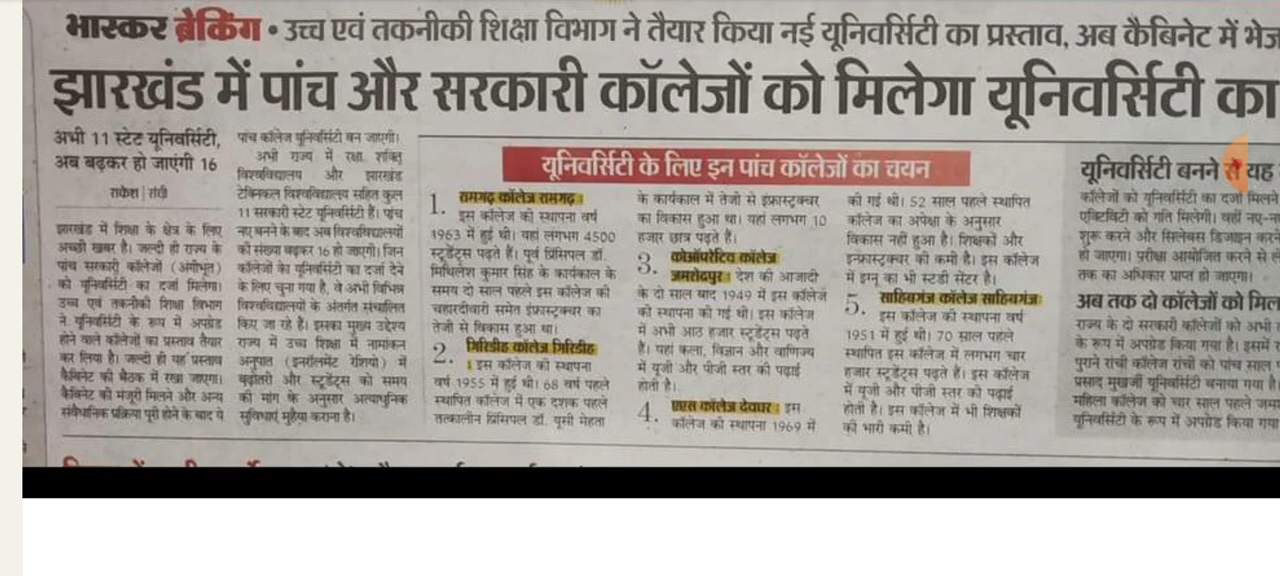 भास्कर ब्रेकिंग • उच्च एवं तकनीकी शिक्षा विभाग ने तैयार किया नई यूनिवर्सिटी का प्रस्ताव, अब कैबिनेट में भेज
झारखंड में पांच और सरकारी कॉलेजों को मिलेगा यूनिवर्सिटी का
अभी 11 स्टेट यूनिवर्सिटी,
अब बढ़कर हो जाएंगी 16
राकेश | रांची
झारखंड में शिक्षा के क्षेत्र के लिए
अच्छी खबर है। जल्दी ही राज्य के
पांच सरकारी कॉलेजों (अंगीभूत)
को यूनिवर्सिटी का दर्जा मिलेगा।
उच्च एवं तकनीकी शिक्षा विभाग
ने यूनिवर्सिटी के रूप में अपग्रेड
होने वाले कॉलेजों का प्रस्ताव तैयार
कर लिया है। जल्दी ही यह प्रस्ताव
कैबिनेट की बैठक में रखा जाएगा।
कैबिनेट की मंजूरी मिलने और अन्य
संवैधानिक प्रक्रिया पूरी होने के बाद ये
पांच कॉलेज यूनिवर्सिटी बन जाएगी।
अभी राज्य में रक्षा शक्ति
विश्वविद्यालय और झारखंड
टेक्निकल विश्वविद्यालय सहित कुल
11 सरकारी स्टेट यूनिवर्सिटी हैं। पांच
नए बनने के बाद अब विश्वविद्यालयों
की संख्या बढ़कर 16 हो जाएगी। जिन
कॉलेजों का यूनिवर्सिटी का दर्जा देने
के लिए चुना गया है, वे अभी विभिन्न
विश्वविद्यालयों के अंतर्गत संचालित
किए जा रहे हैं। इसका मुख्य उद्देश्य
राज्य में उच्च शिक्षा में नामांकन
अनुपात (इनरॉलमेंट रेशियो) में
बढ़ोतरी और स्टूडेंट्स को समय
की मांग के अनुसार अत्याधुनिक
सुविधाएं मुहैया कराना है।
यूनिवर्सिटी के लिए इन पांच कॉलेजों का चयन
1. रामगढ़ कॉलेज रामगढ़ :
इस कॉलेज की स्थापना वर्ष
1963 में हुई थी। यहां लगभग 4500
स्टूडेंट्स पढ़ते हैं। पूर्व प्रिंसिपल डॉ.
मिथिलेश कुमार सिंह के कार्यकाल के
समय दो साल पहले इस कॉलेज की
चहारदीवारी समेत इंफ्रास्ट्रक्चर का
तेजी से विकास हुआ था।
2. गिरिडीह कॉलेज गिरिडीह
: इस कॉलेज की स्थापना
वर्ष 1955 में हुई थी। 68 वर्ष पहले
स्थापित कॉलेज में एक दशक पहले
तत्कालीन प्रिंसिपल डॉ. यूसी मेहता
के कार्यकाल में तेजी से इंफ्रास्ट्रक्चर
का विकास हुआ था। यहां लगभग 10
हजार छात्र पढ़ते हैं।
3. कोऑपरेटिव कॉलेज
जमशेदपुर : देश की आजादी
के दो साल बाद 1949 में इस कॉलेज
की स्थापना की गई थी। इस कॉलेज
में अभी आठ हजार स्टूडेंट्स पढ़ते
हैं। यहां कला, विज्ञान और वाणिज्य
में यूजी और पीजी स्तर की पढ़ाई
होती है।
4. एएस कॉलेज देवघर : इस
कॉलेज की स्थापना 1969 में
की गई थी। 52 साल पहले स्थापित
कॉलेज का अपेक्षा के अनुसार
विकास नहीं हुआ है। शिक्षकों और
इन्फ्रास्ट्रक्चर की कमी है। इस कॉलेज
में इग्नू का भी स्टडी सेंटर है।
5. साहिबगंज कॉलेज साहिबगंज:
इस कॉलेज की स्थापना वर्ष
1951 में हुई थी। 70 साल पहले
स्थापित इस कॉलेज में लगभग चार
हजार स्टूडेंट्स पढ़ते हैं। इस कॉलेज
में यूजी और पीजी स्तर की पढ़ाई
होती है। इस कॉलेज में भी शिक्षकों
की भारी कमी है।
यूनिवर्सिटी बनने से यह
कॉलेजों को यूनिवर्सिटी का दर्जा मिलने
एक्टिविटी को गति मिलेगी। वहीं नए-न
शुरू करने और सिलेबस डिजाइन करने
हो जाएगा। परीक्षा आयोजित करने से ले
तक का अधिकार प्राप्त हो जाएगा।
अब तक दो कॉलेजों को मिल
राज्य के दो सरकारी कॉलेजों को अभी त
के रूप में अपग्रेड किया गया है। इसमें र
पुराने रांची कॉलेज रांची को पांच साल प
प्रसाद मुखर्जी यूनिवर्सिटी बनाया गया है।
महिला कॉलेज को चार साल पहले जम
यूनिवर्सिटी के रूप में अपग्रेड किया गया